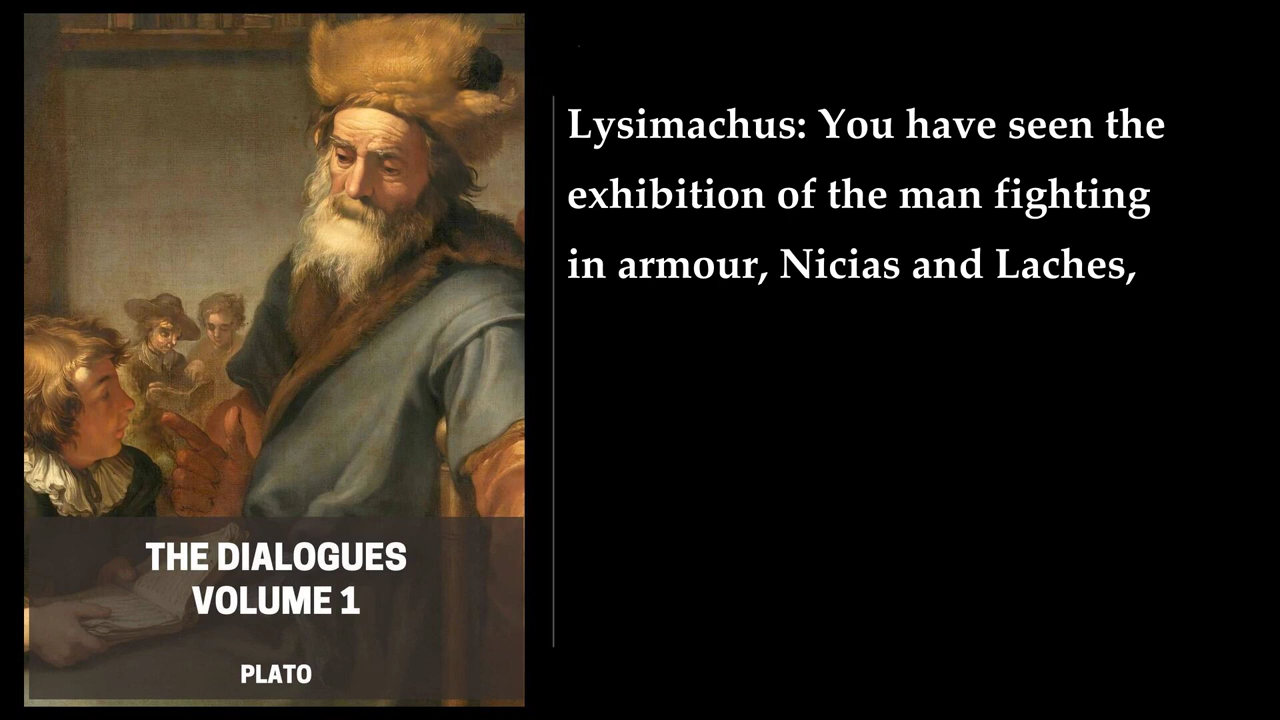 THE DIALOGUES
VOLUME 1
PLATO
Lysimachus: You have seen the
exhibition of the man fighting
in armour, Nicias and Laches,